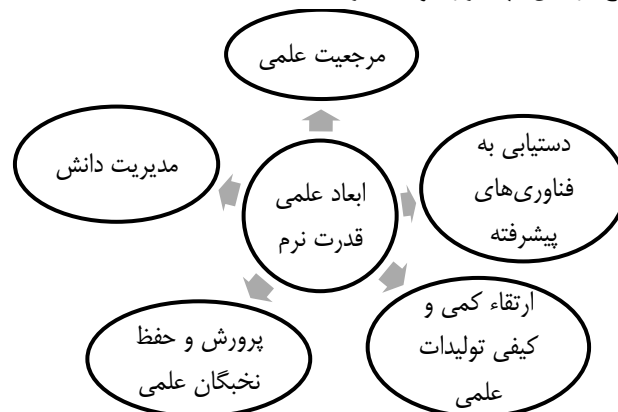 مرجعیت علمی
دستیابی به
فناوری‌های
پیشرفته
مدیریت دانش
ابعاد علمی
قدرت نرم
ارتقاء کمی و
کیفی تولیدات
علمی
پرورش و حفظ
نخبگان علمی